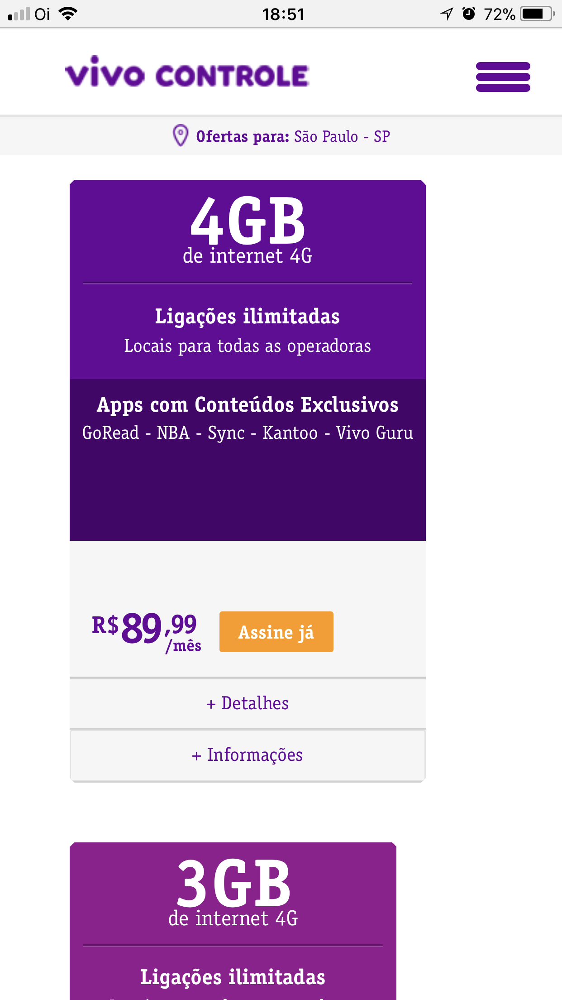 Oi 18:51 72%
vivo CONTROLE
Ofertas para: São Paulo - SP
4GB
de internet 4G
Ligações ilimitadas
Locais para todas as operadoras
Apps com Conteúdos Exclusivos
GoRead - NBA - Sync - Kantoo - Vivo Guru
R$89,99
/mês
Assine já
+ Detalhes
+ Informações
3GB
de internet 4G
Ligações ilimitadas